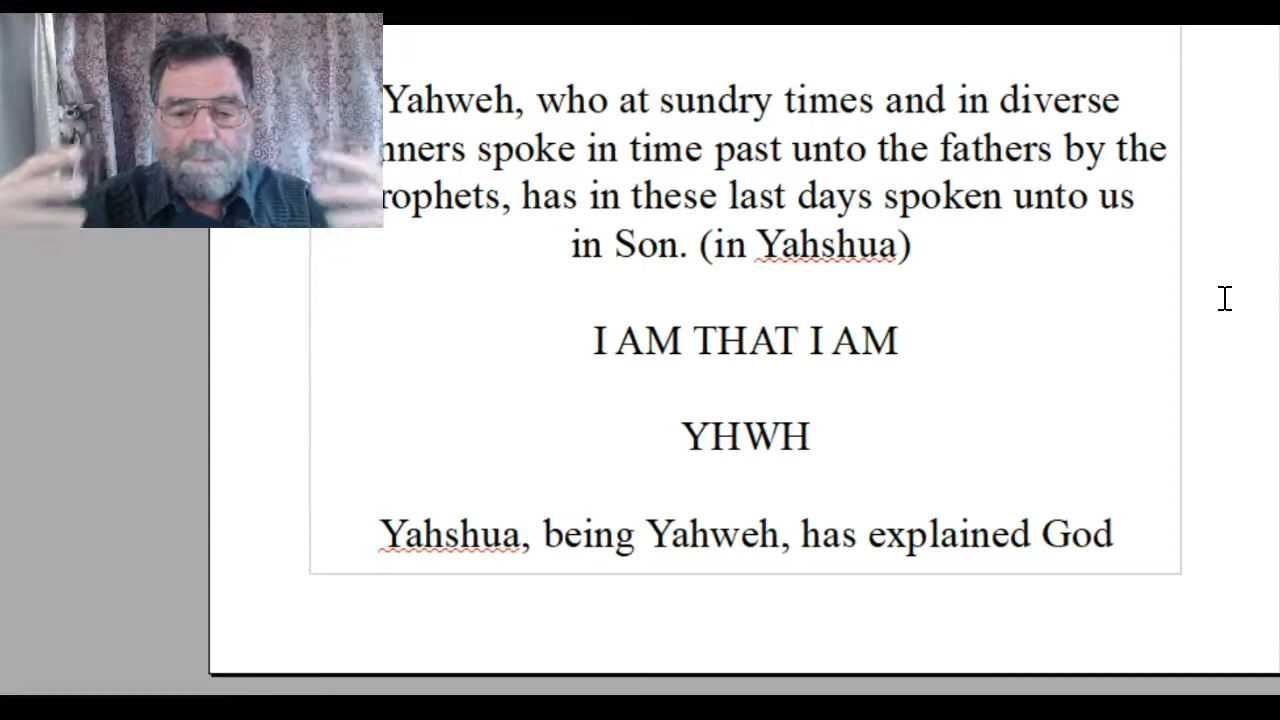 Yahweh, who at sundry times and in diverse
nners spoke in time past unto the fathers by the
rophets, has in these last days spoken unto us
in Son. (in Yahshua)
I AM THAT I AM
YHWH
Yahshua, being Yahweh, has explained God